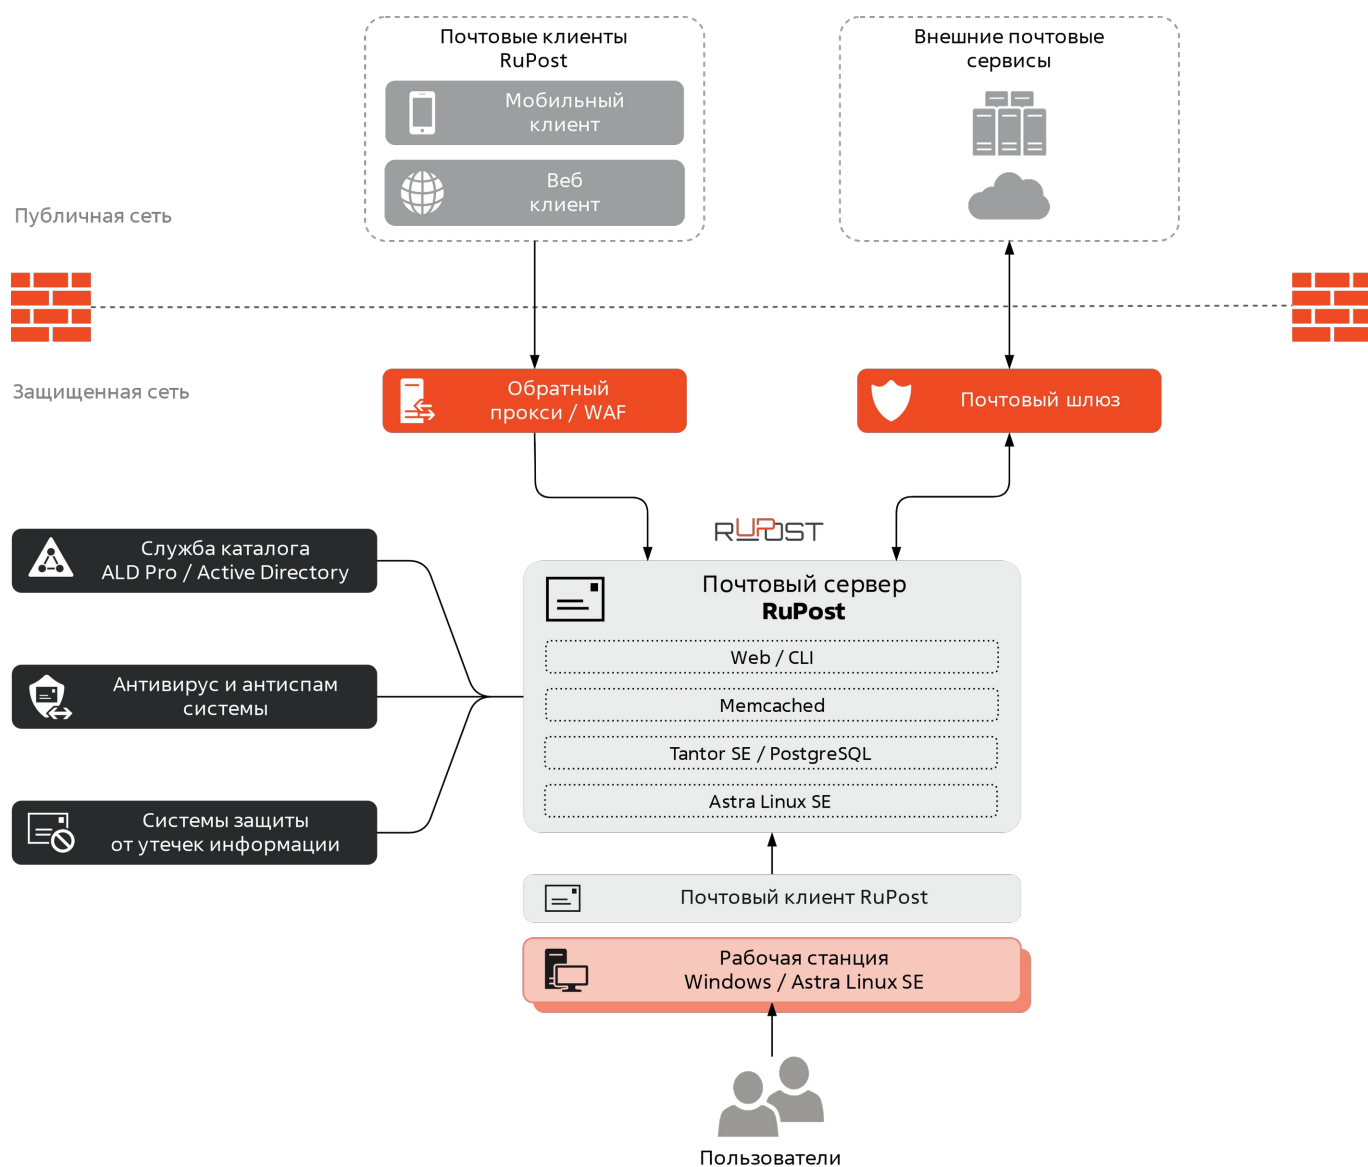 Почтовые клиенты
RuPost
Мобильный
клиент
Веб
клиент
Внешние почтовые
сервисы
Публичная сеть
Защищенная сеть
Обратный
прокси / WAF
Почтовый шлюз
RUPOST
Служба каталога
ALD Pro / Active Directory
Антивирус и антиспам
системы
Системы защиты
от утечек информации
Почтовый сервер
RuPost
Web / CLI
Memcached
Tantor SE / PostgreSQL
Astra Linux SE
Почтовый клиент RuPost
Рабочая станция
Windows / Astra Linux SE
Пользователи